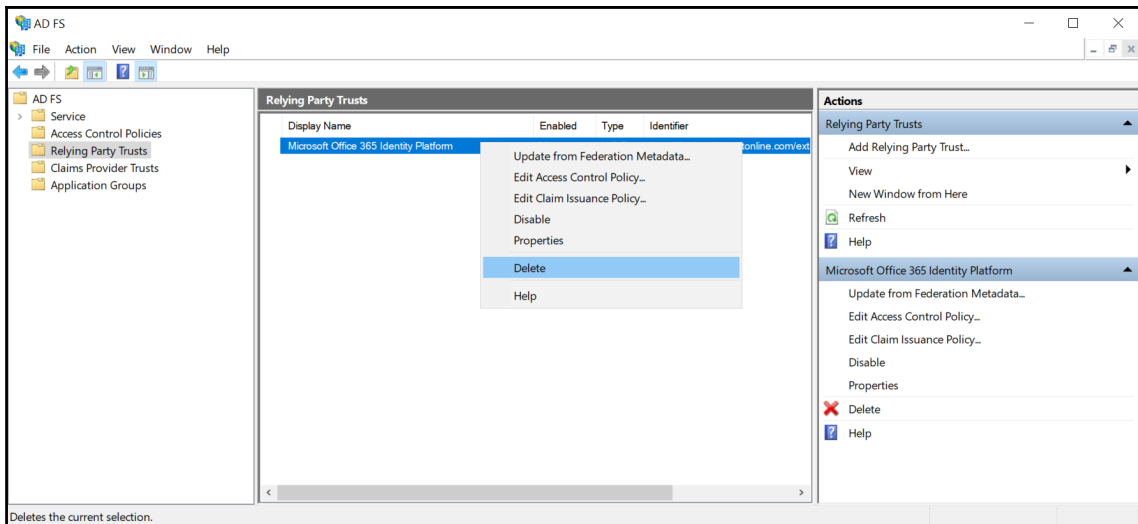 AD FS
File Action View Window Help
AD FS
Service
Access Control Policies
Relying Party Trusts
Claims Provider Trusts
Application Groups
Relying Party Trusts
Display Name Enabled Type Identifier
Microsoft Office 365 Identity Platform tonline.com/ext
Update from Federation Metadata...
Edit Access Control Policy...
Edit Claim Issuance Policy...
Disable
Properties
Delete
Help
Actions
Relying Party Trusts
Add Relying Party Trust...
View
New Window from Here
Refresh
Help
Microsoft Office 365 Identity Platform
Update from Federation Metadata...
Edit Access Control Policy...
Edit Claim Issuance Policy...
Disable
Properties
Delete
Help
Deletes the current selection.